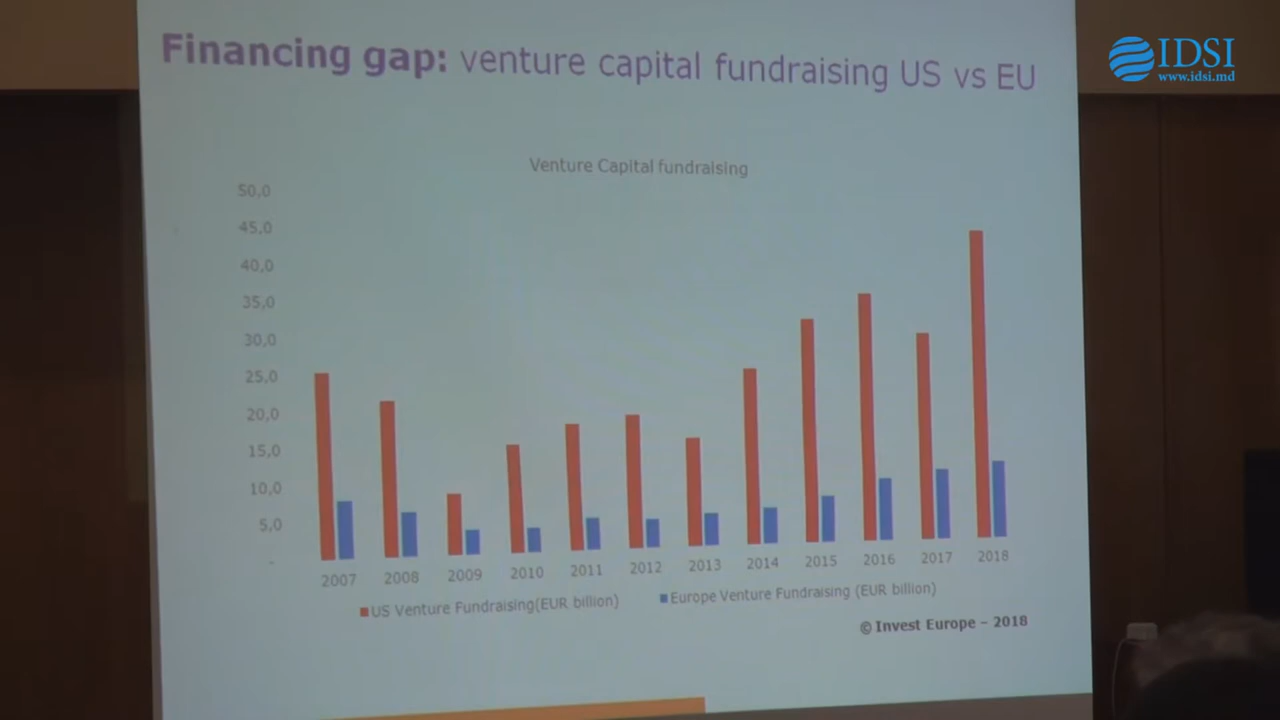 Financing gap: venture capital fundraising US vs EU
IDSI
www.idsi.md
Venture Capital fundraising
50,0
45,0
40,0
35,0
30,0
25,0
20,0
15,0
10,0
5,0
-
2007 2008 2009 2010 2011 2012 2013 2014 2015 2016 2017 2018
US Venture Fundraising(EUR billion) Europe Venture Fundraising (EUR billion)
© Invest Europe – 2018